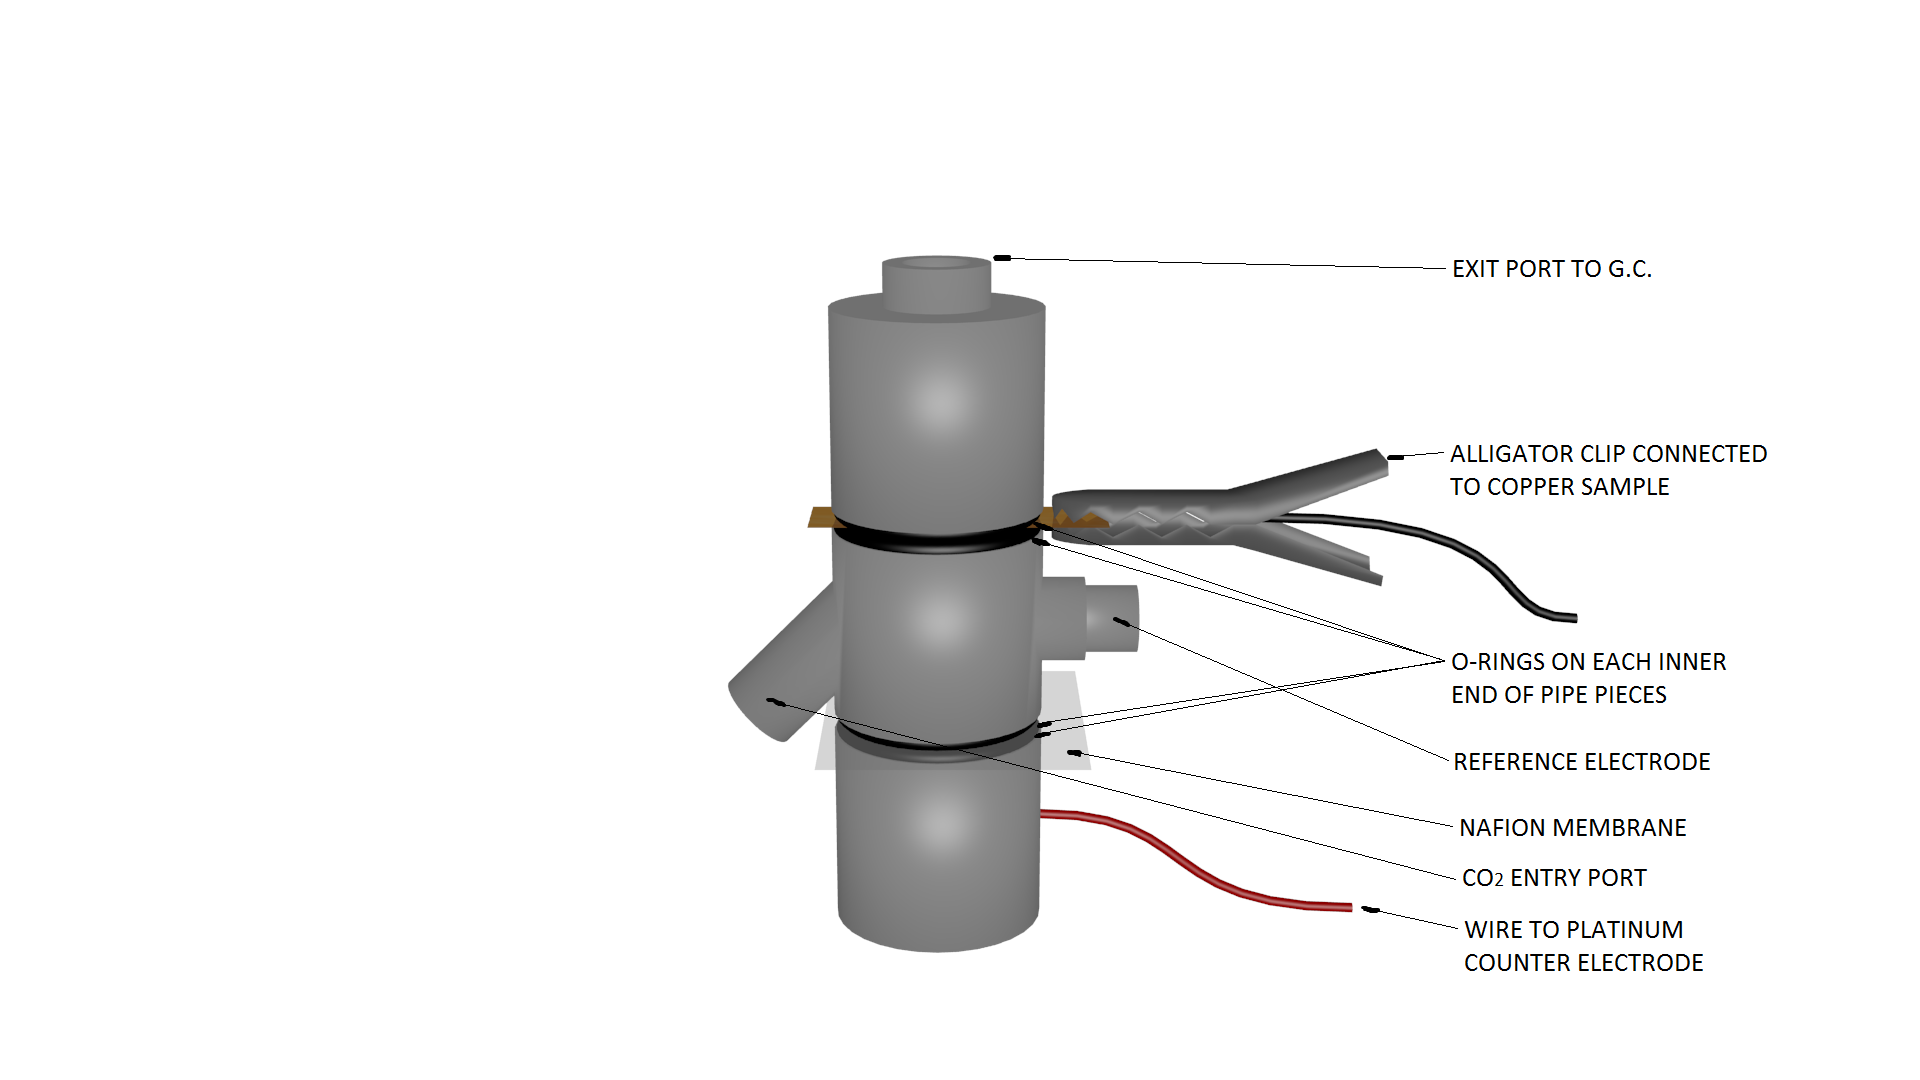 EXIT PORT TO G.C.
ALLIGATOR CLIP CONNECTED
TO COPPER SAMPLE
O-RINGS ON EACH INNER
END OF PIPE PIECES
REFERENCE ELECTRODE
NAFION MEMBRANE
CO2 ENTRY PORT
WIRE TO PLATINUM
COUNTER ELECTRODE